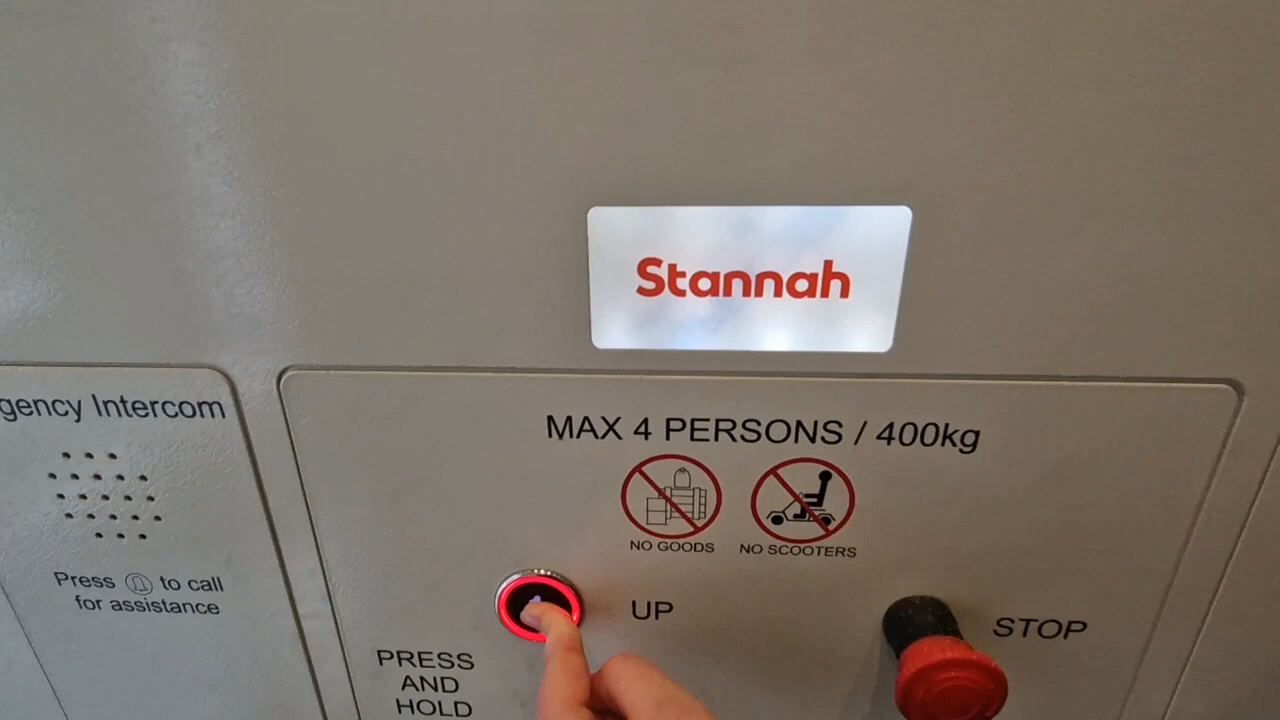 Stannah
gency Intercom
MAX 4 PERSONS / 400kg
NO GOODS
NO SCOOTERS
Press to call
for assistance
UP
STOP
PRESS
AND
HOLD